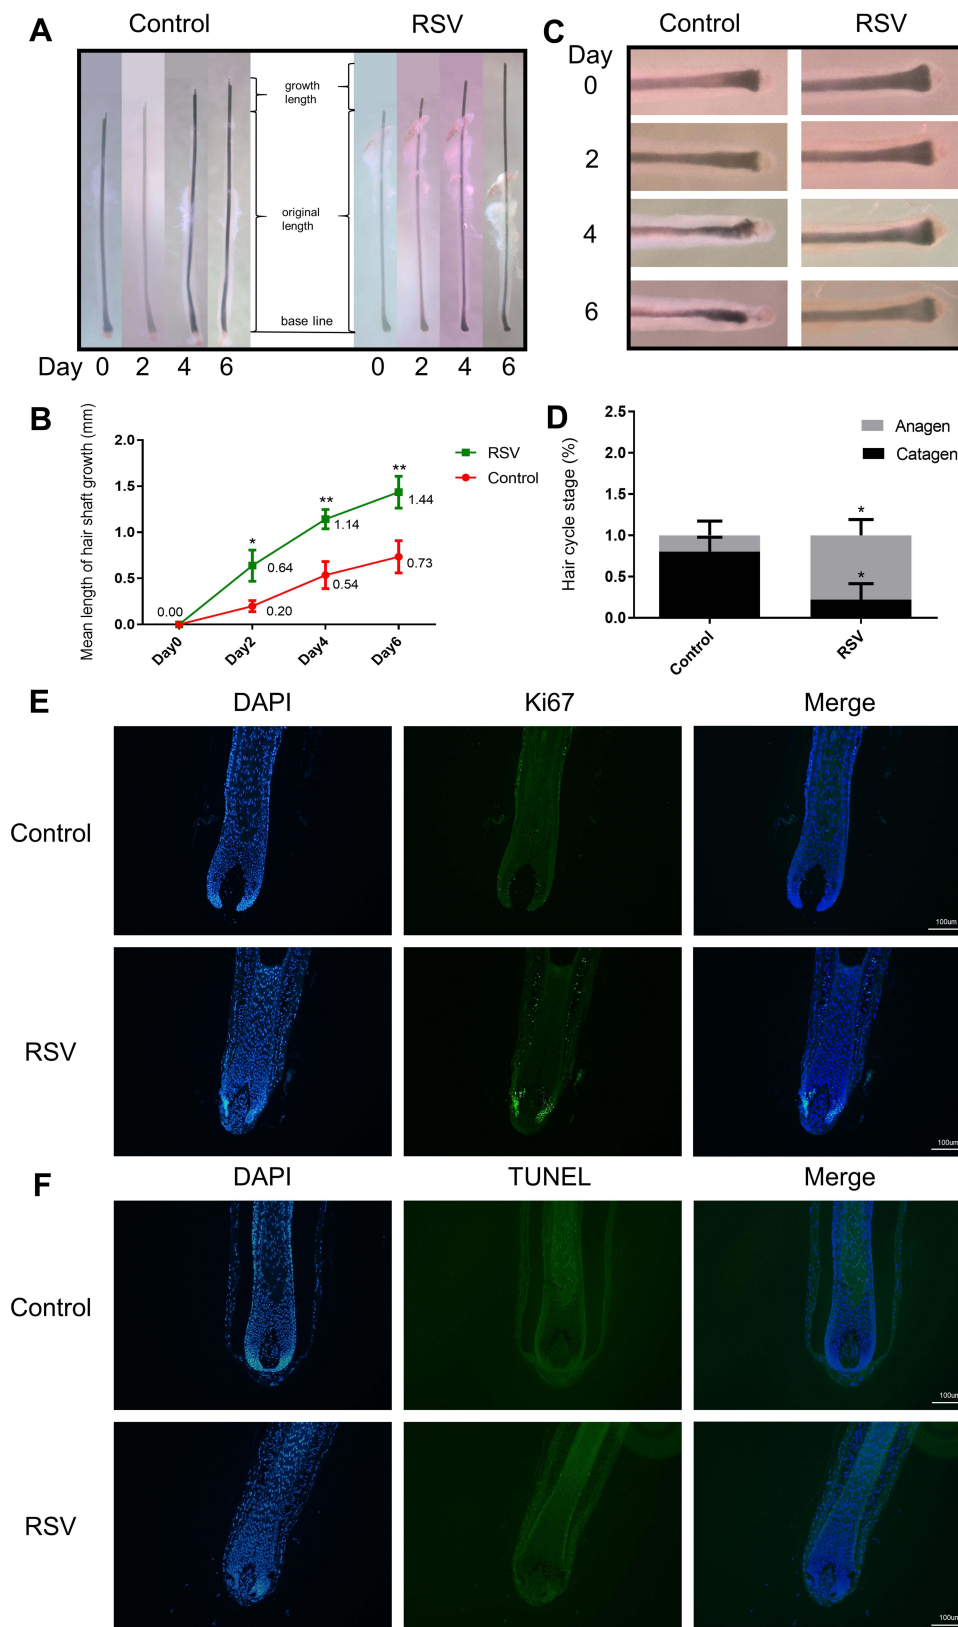 A
Control
RSV
growth
length
original
length
base line
Day 0 2 4 6
0 2 4 6
C
Control
RSV
Day
0
2
4
6
B
Mean length of hair shaft growth (mm)
2.0
1.5
1.0
0.5
0.0
0.00
*
0.64
0.20
**
1.14
0.54
**
1.44
0.73
Day0
Day2
Day4
Day6
RSV
Control
D
Hair cycle stage (%)
2.5
2.0
1.5
1.0
0.5
0.0
Anagen
Catagen
*
*
Control
RSV
E
DAPI
Ki67
Merge
Control
100um
RSV
100um
F
DAPI
TUNEL
Merge
Control
100um
RSV
100um